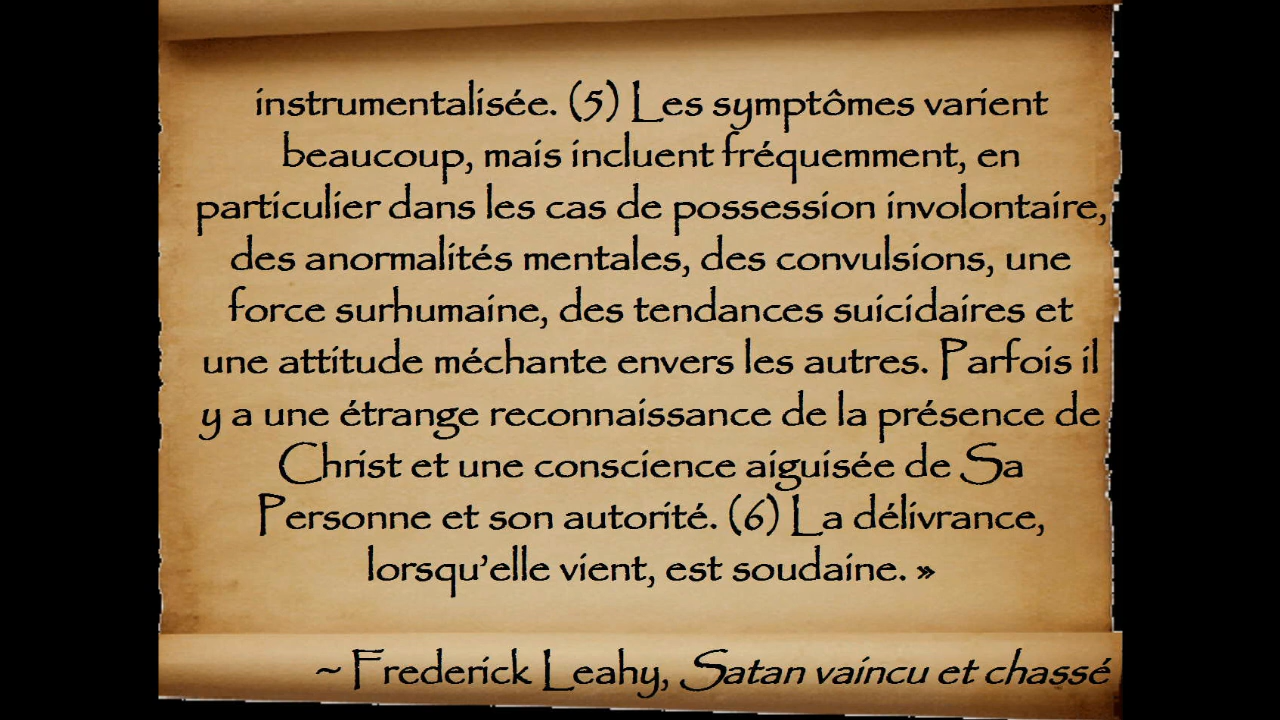 instrumentalisée. (5) Les symptômes varient
beaucoup, mais incluent fréquemment, en
particulier dans les cas de possession involontaire,
des anormalités mentales, des convulsions, une
force surhumaine, des tendances suicidaires et
une attitude méchante envers les autres. Parfois il
y a une étrange reconnaissance de la présence de
Christ et une conscience aiguisée de Sa
Personne et son autorité. (6) La délivrance,
lorsqu'elle vient, est soudaine. »
~ Frederick Leahy, Satan vaincu et chassé